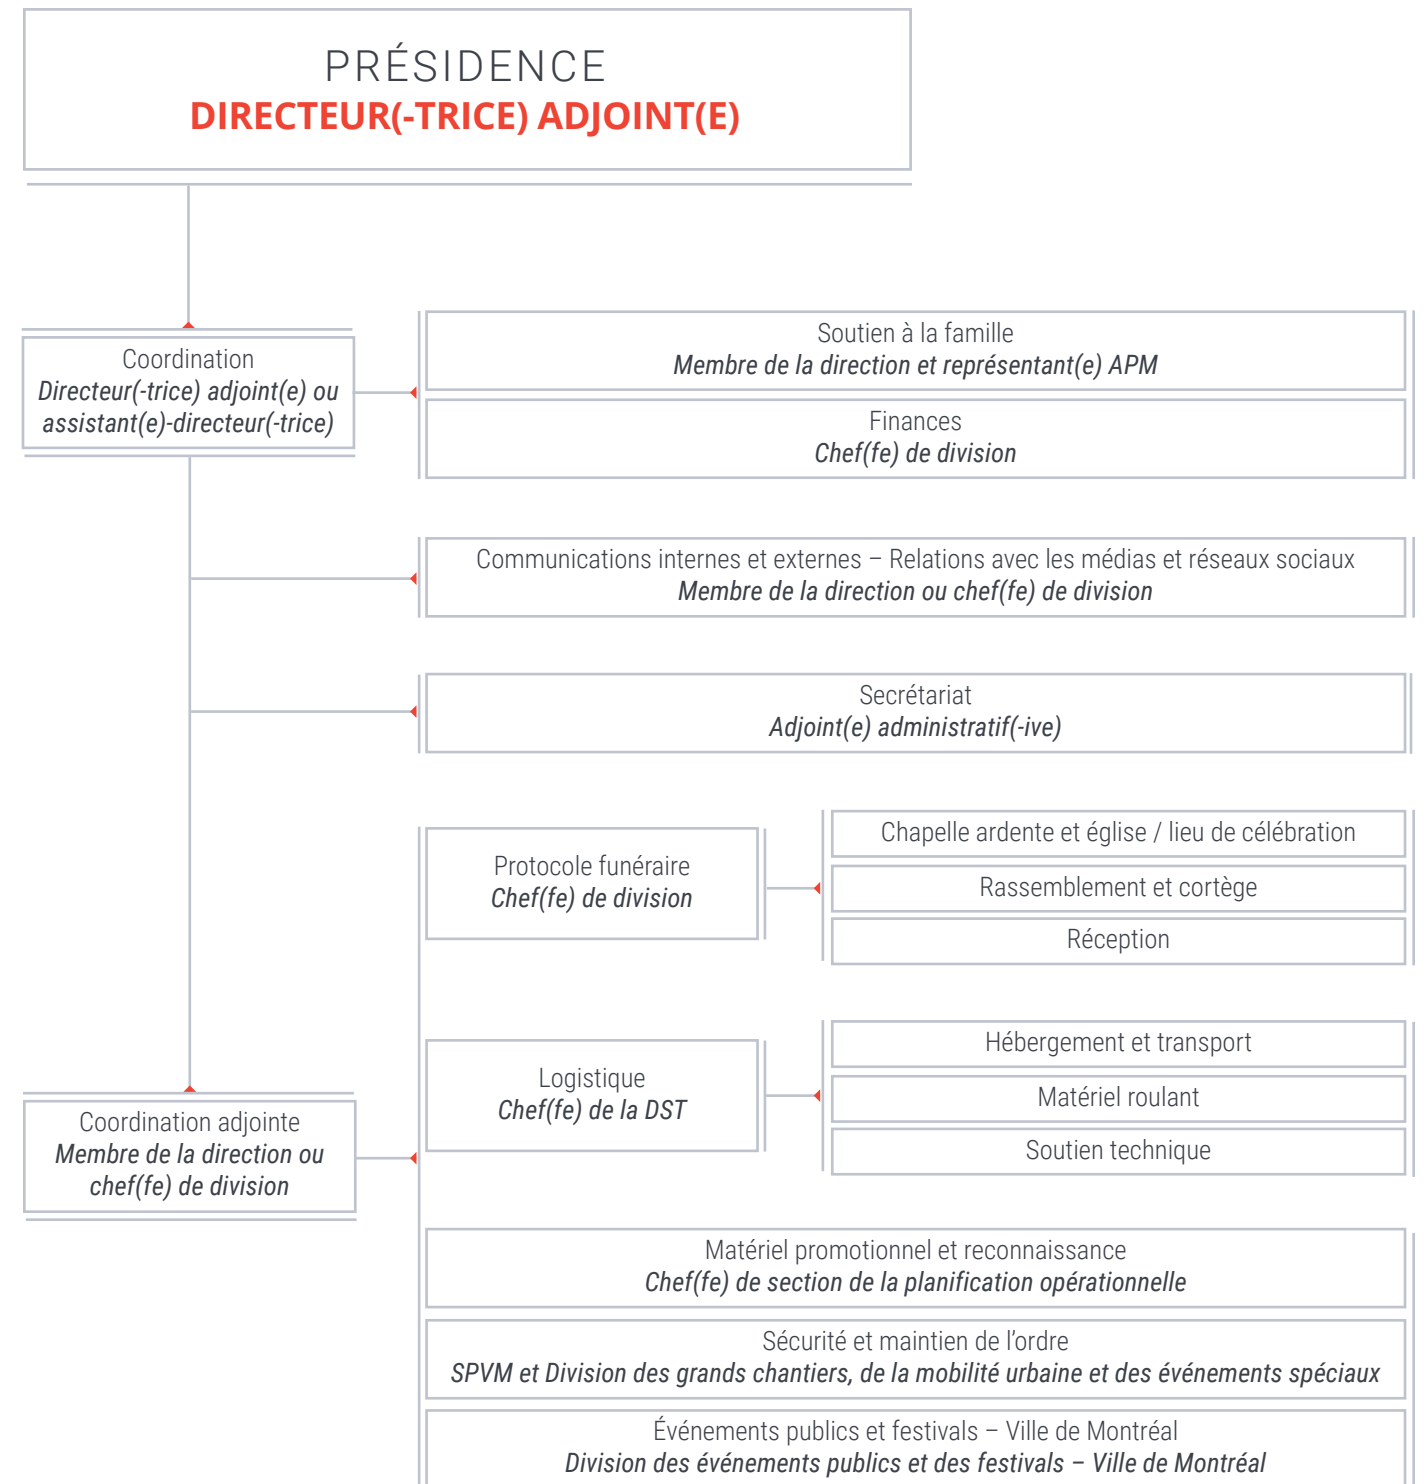 PRÉSIDENCE
DIRECTEUR(-TRICE) ADJOINT(E)
Coordination
Directeur(-trice) adjoint(e) ou
assistant(e)-directeur(-trice)
Soutien à la famille
Membre de la direction et représentant(e) APM
Finances
Chef(fe) de division
Communications internes et externes – Relations avec les médias et réseaux sociaux
Membre de la direction ou chef(fe) de division
Secrétariat
Adjoint(e) administratif(-ive)
Protocole funéraire
Chef(fe) de division
Chapelle ardente et église / lieu de célébration
Rassemblement et cortège
Réception
Logistique
Chef(fe) de la DST
Hébergement et transport
Matériel roulant
Soutien technique
Coordination adjointe
Membre de la direction ou
chef(fe) de division
Matériel promotionnel et reconnaissance
Chef(fe) de section de la planification opérationnelle
Sécurité et maintien de l’ordre
SPVM et Division des grands chantiers, de la mobilité urbaine et des événements spéciaux
Événements publics et festivals – Ville de Montréal
Division des événements publics et des festivals – Ville de Montréal